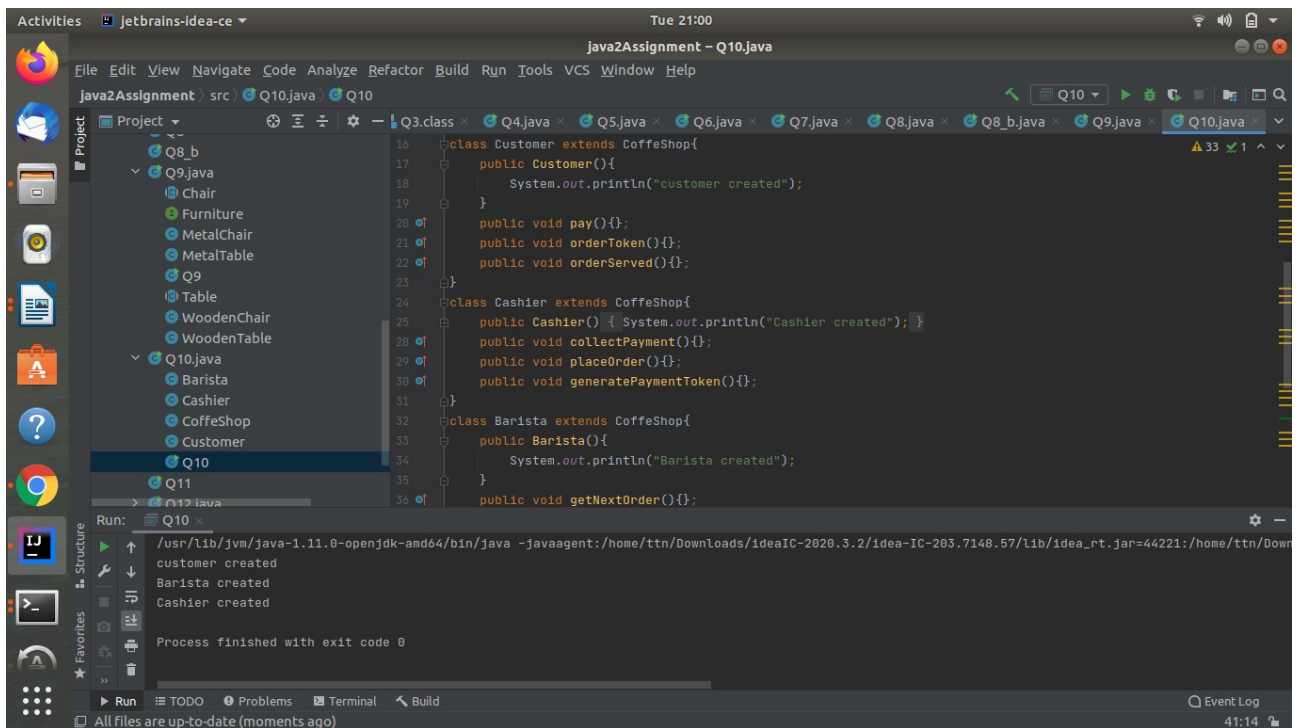 Activities jetbrains-idea-ce Tue 21:00
java2Assignment – Q10.java
File Edit View Navigate Code Analyze Refactor Build Run Tools VCS Window Help
java2Assignment src Q10.java Q10 Q10
Project Q3.class Q4.java Q5.java Q6.java Q7.java Q8.java Q8_b.java Q9.java Q10.java
Project
Q8_b
Q9.java
Chair
Furniture
MetalChair
MetalTable
Q9
Table
WoodenChair
WoodenTable
Q10.java
Barista
Cashier
CoffeShop
Customer
Q10
Q11
Q12.java
33 1
16 class Customer extends CoffeShop{
17 public Customer(){
18 System.out.println("customer created");
19 }
20 public void pay(){};
21 public void orderToken(){};
22 public void orderServed(){};
23 }
24 class Cashier extends CoffeShop{
25 public Cashier() { System.out.println("Cashier created"); }
28 public void collectPayment(){};
29 public void placeOrder(){};
30 public void generatePaymentToken(){};
31 }
32 class Barista extends CoffeShop{
33 public Barista(){
34 System.out.println("Barista created");
35 }
36 public void getNextOrder(){};
Run: Q10
/usr/lib/jvm/java-1.11.0-openjdk-amd64/bin/java -javaagent:/home/ttn/Downloads/ideaIC-2020.3.2/idea-IC-203.7148.57/lib/idea_rt.jar=44221:/home/ttn/Down
customer created
Barista created
Cashier created
Process finished with exit code 0
Structure
Favorites
Run TODO Problems Terminal Build Event Log
All files are up-to-date (moments ago) 41:14